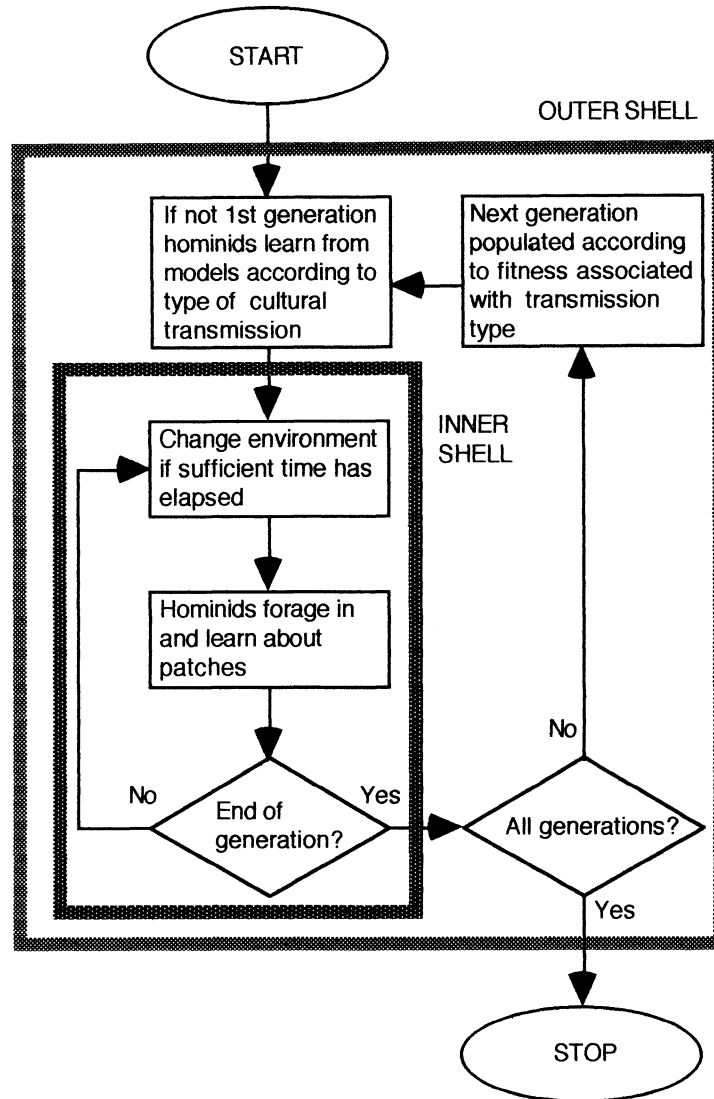 START
OUTER SHELL
If not 1st generation
hominids learn from
models according to
type of cultural
transmission
Next generation
populated according
to fitness associated
with transmission
type
INNER
SHELL
Change environment
if sufficient time has
elapsed
Hominids forage in
and learn about
patches
No
End of
generation?
Yes
No
All generations?
Yes
STOP